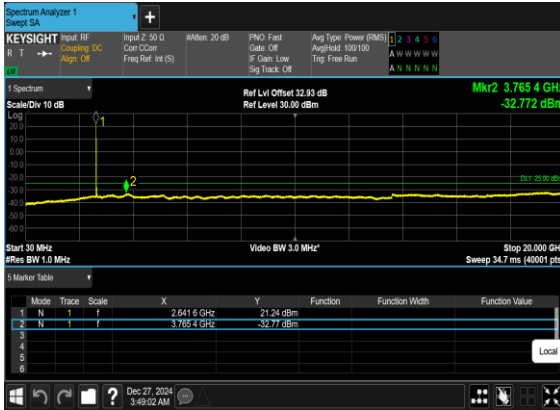 Spectrum Analyzer 1
Swept SA
+
KEYSIGHT Input: RF Input Z: 50 Ω #Atten: 20 dB PNO: Fast Avg Type: Power (RMS) 1 2 3 4 5 6
R T Coupling: DC Corr CCorr Gate: Off Avg|Hold: 100/100 A W W W W W
Align: Off Freq Ref: Int (S) IF Gain: Low Trig: Free Run
Sig Track: Off A N N N N N
1 Spectrum
Ref Lvl Offset 32.93 dB
Mkr2 3.765 4 GHz
Scale/Div 10 dB
Ref Level 30.00 dBm
-32.772 dBm
Log
20.0
10.0
0.00
-10.0
-20.0
-30.0
-40.0
-50.0
-60.0
1
2
Start 30 MHz
Video BW 3.0 MHz*
Stop 20.000 GH
#Res BW 1.0 MHz
Sweep 34.7 ms (40001 pts
5 Marker Table
Mode Trace Scale X Y Function Function Width Function Value
1 N 1 f 2.641 6 GHz 21.24 dBm
2 N 1 f 3.765 4 GHz -32.77 dBm
3
4
5
6
Local
?
Dec 27, 2024
3:49:02 AM